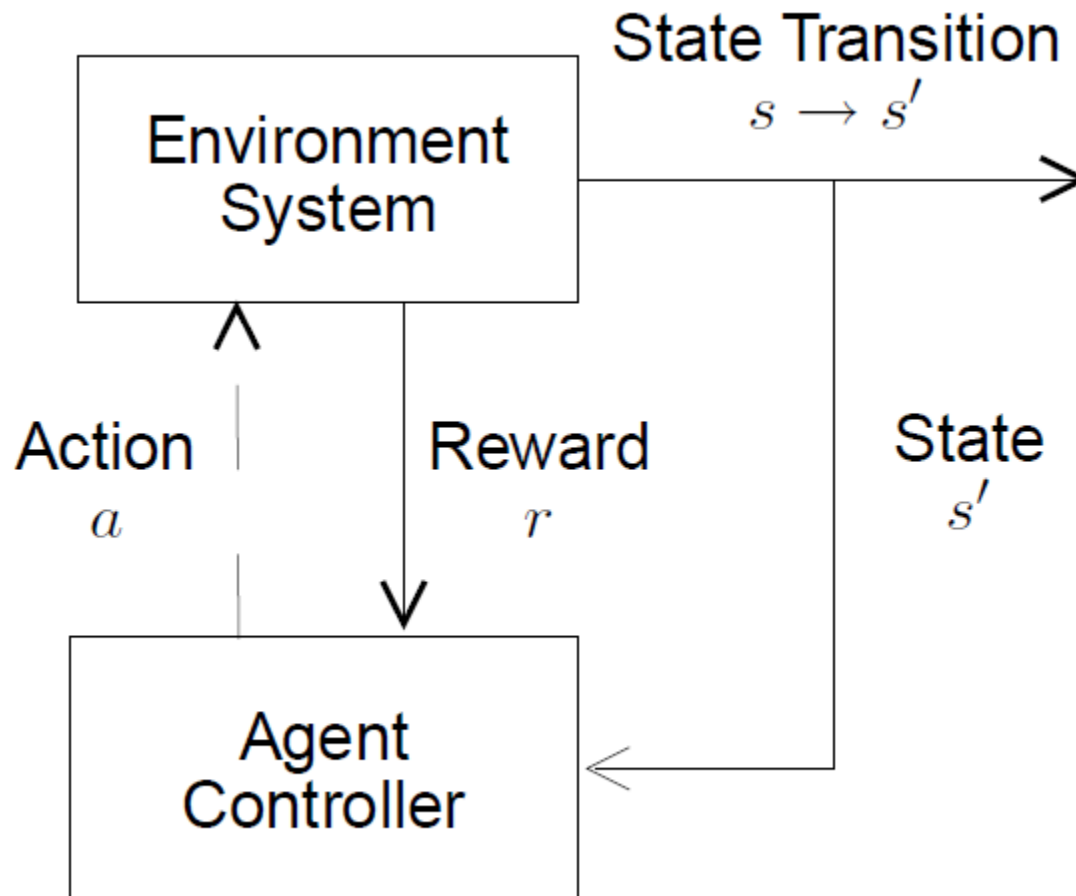 State Transition
s → s′
Environment
System
Action
a
Reward
r
State
s′
Agent
Controller